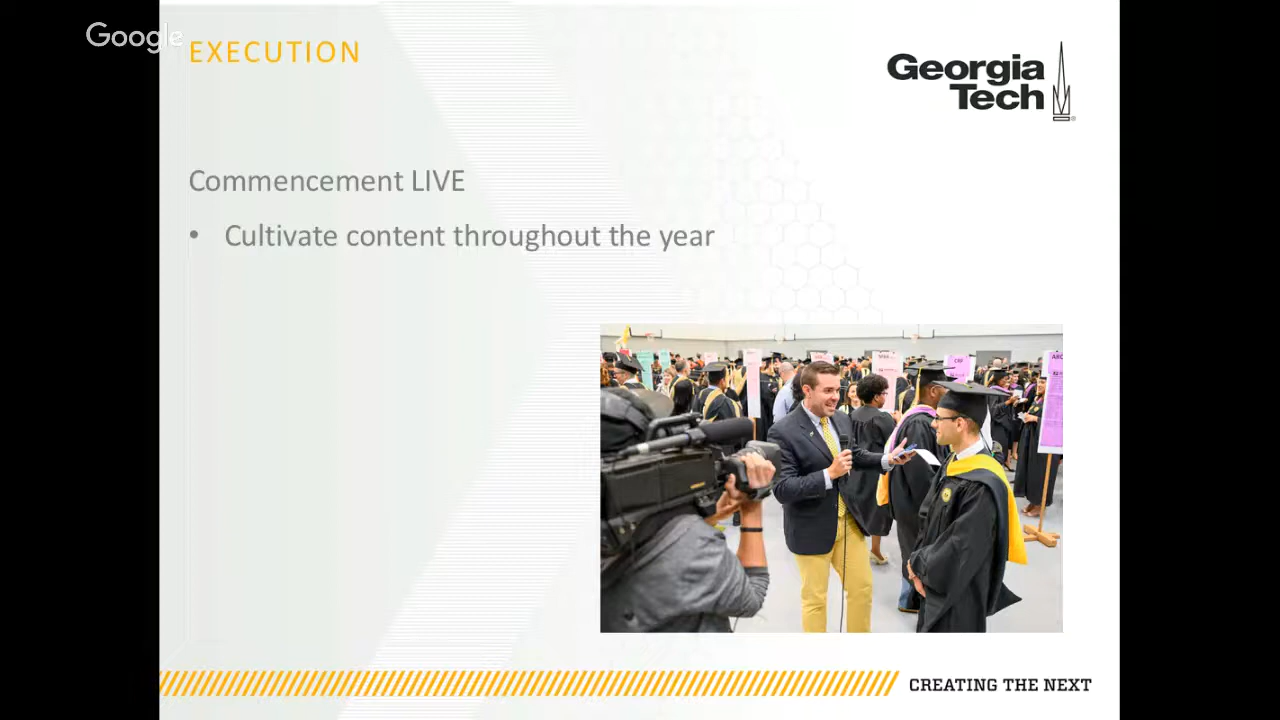 Google
EXECUTION
Georgia
Tech
Commencement LIVE
• Cultivate content throughout the year
CREATING THE NEXT